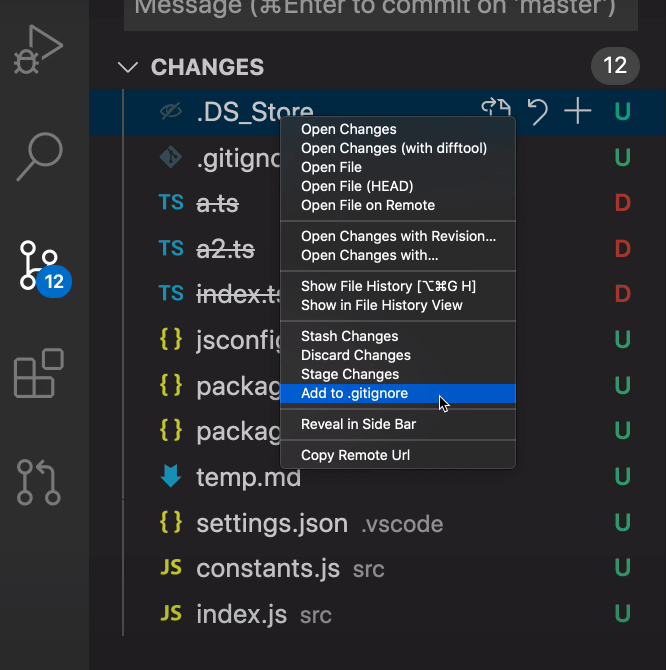 Message (⌘Enter to commit on 'master')
CHANGES 12
.DS_Store U
.gitigno U
TS a.ts D
TS a2.ts D
TS index.ts D
{} jsconfig U
{} packag U
{} packag U
temp.md U
{} settings.json .vscode U
JS constants.js src U
JS index.js src U
12
Open Changes
Open Changes (with difftool)
Open File
Open File (HEAD)
Open File on Remote
Open Changes with Revision...
Open Changes with...
Show File History [⌥⌘G H]
Show in File History View
Stash Changes
Discard Changes
Stage Changes
Add to .gitignore
Reveal in Side Bar
Copy Remote Url